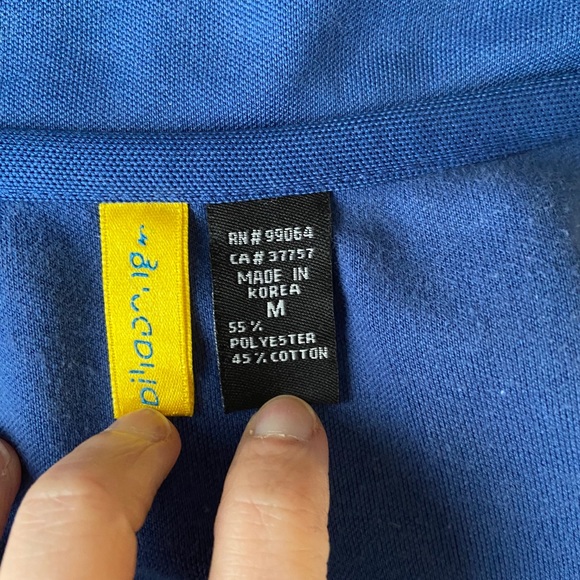 RN# 99064
CA# 37757
MADE IN
KOREA
M
55%
POLYESTER
45% COTTON